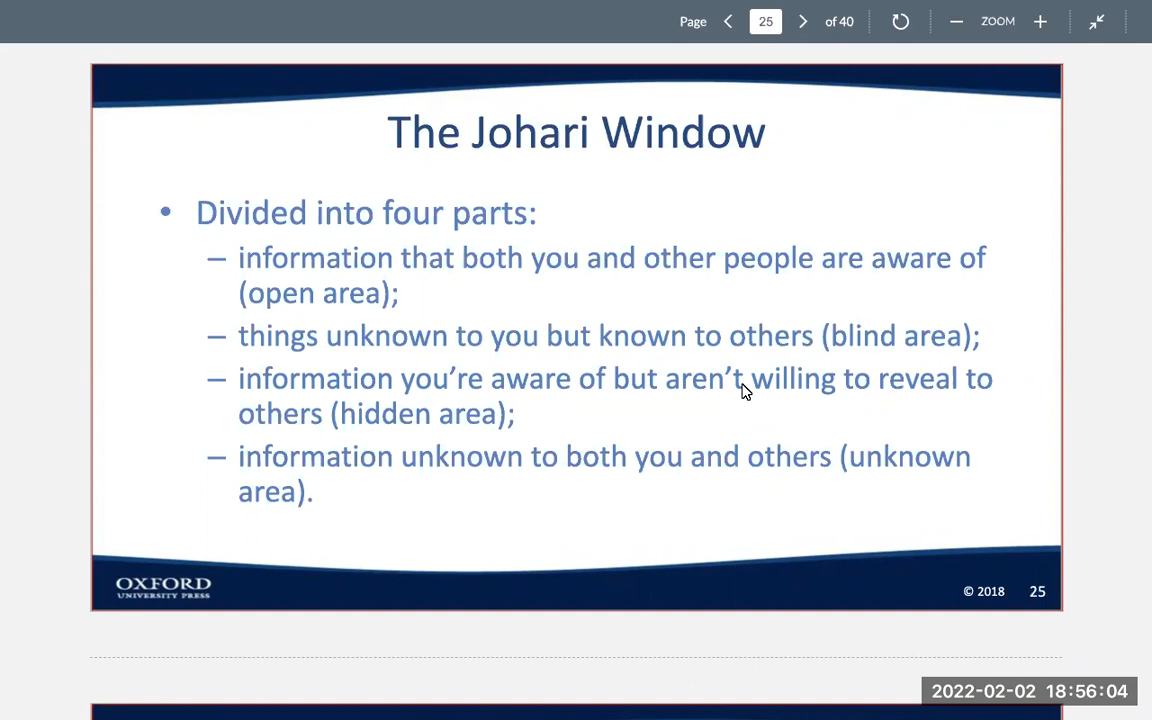 Page 25 of 40 ZOOM
The Johari Window
• Divided into four parts:
– information that both you and other people are aware of
(open area);
– things unknown to you but known to others (blind area);
– information you’re aware of but aren’t willing to reveal to
others (hidden area);
– information unknown to both you and others (unknown
area).
OXFORD
UNIVERSITY PRESS
© 2018 25
2022-02-02 18:56:04